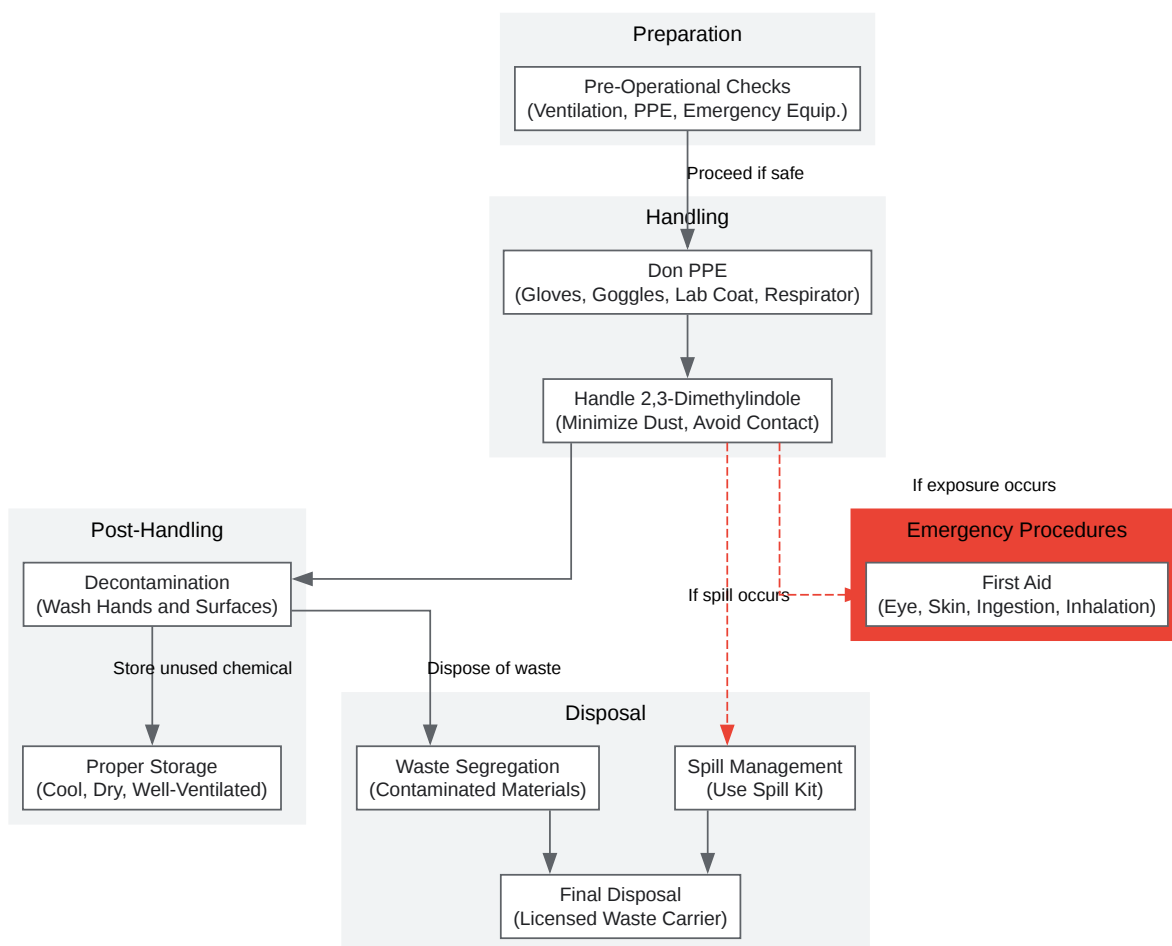 Preparation
Pre-Operational Checks
(Ventilation, PPE, Emergency Equip.)
Proceed if safe
Handling
Don PPE
(Gloves, Goggles, Lab Coat, Respirator)
Handle 2,3-Dimethylindole
(Minimize Dust, Avoid Contact)
If exposure occurs
Post-Handling
Emergency Procedures
Decontamination
(Wash Hands and Surfaces)
If spill occurs
First Aid
(Eye, Skin, Ingestion, Inhalation)
Store unused chemical
Dispose of waste
Disposal
Proper Storage
(Cool, Dry, Well-Ventilated)
Waste Segregation
(Contaminated Materials)
Spill Management
(Use Spill Kit)
Final Disposal
(Licensed Waste Carrier)